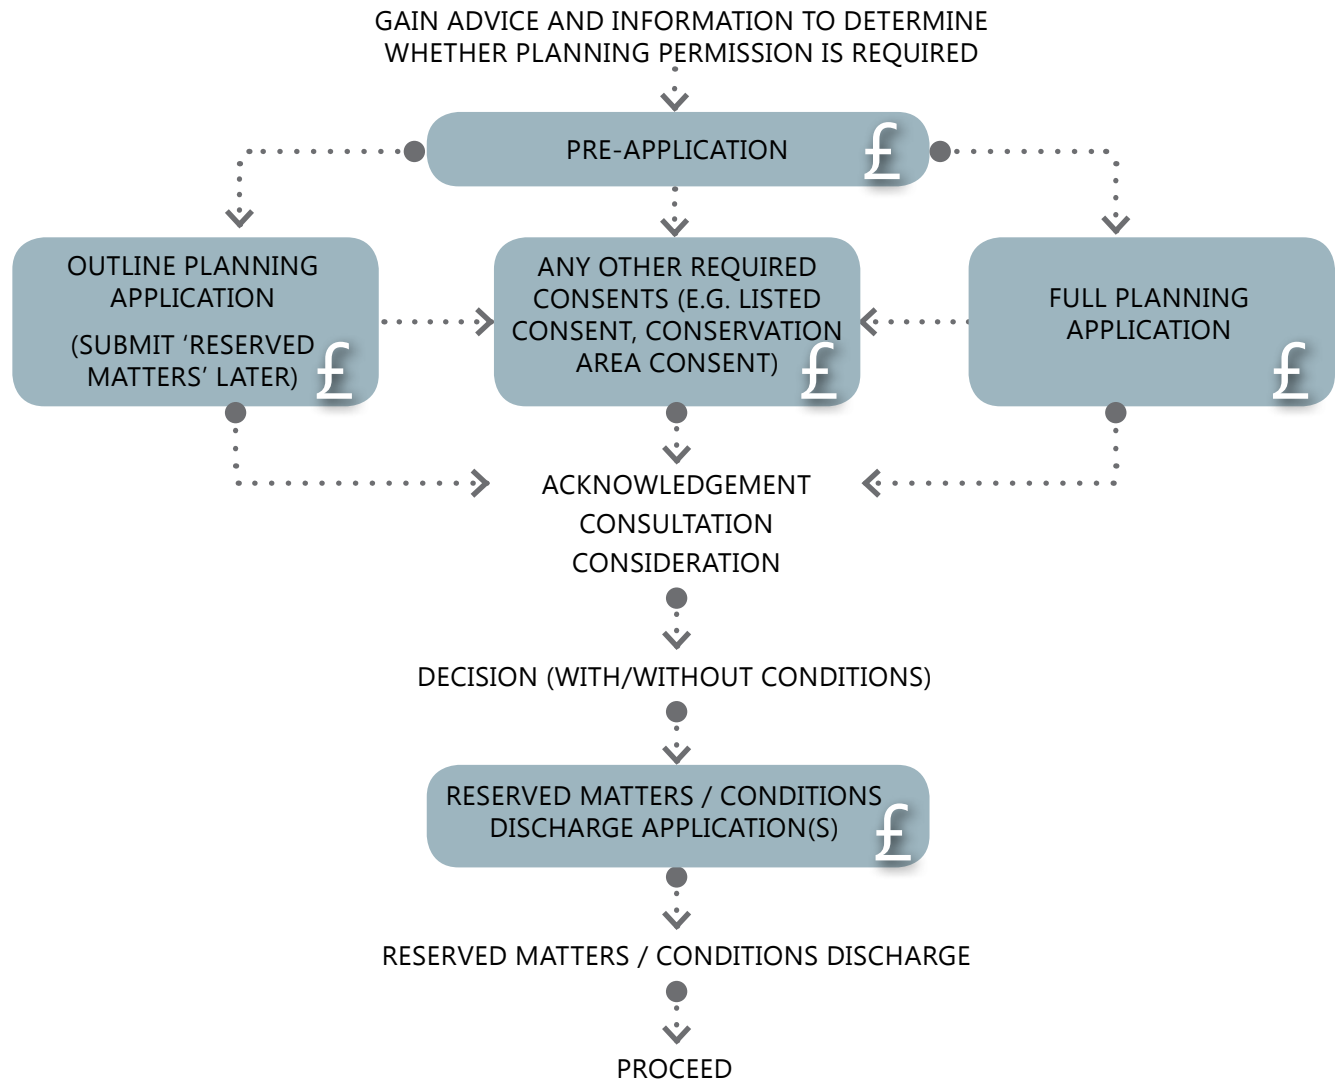 GAIN ADVICE AND INFORMATION TO DETERMINE
WHETHER PLANNING PERMISSION IS REQUIRED
PRE-APPLICATION
£
OUTLINE PLANNING
APPLICATION
(SUBMIT ‘RESERVED
MATTERS’ LATER)
£
ANY OTHER REQUIRED
CONSENTS (E.G. LISTED
CONSENT, CONSERVATION
AREA CONSENT)
£
FULL PLANNING
APPLICATION
£
ACKNOWLEDGEMENT
CONSULTATION
CONSIDERATION
DECISION (WITH/WITHOUT CONDITIONS)
RESERVED MATTERS / CONDITIONS
DISCHARGE APPLICATION(S)
£
RESERVED MATTERS / CONDITIONS DISCHARGE
PROCEED